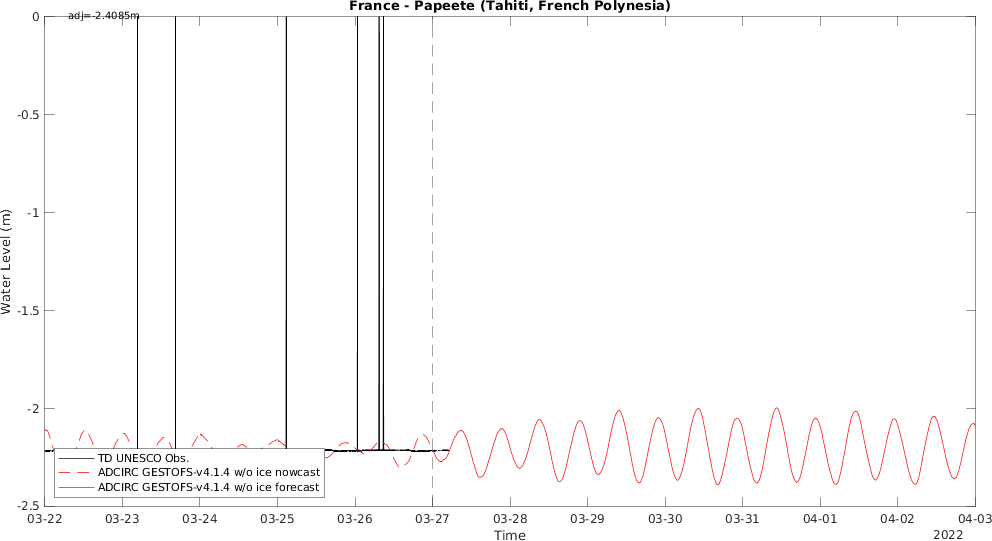 France - Papeete (Tahiti, French Polynesia)
adj=-2.4085m
0
-0.5
-1
-1.5
-2
-2.5
Water Level (m)
TD UNESCO Obs.
ADCIRC GESTOFS-v4.1.4 w/o ice nowcast
ADCIRC GESTOFS-v4.1.4 w/o ice forecast
03-22 03-23 03-24 03-25 03-26 03-27 03-28 03-29 03-30 03-31 04-01 04-02 04-03
Time
2022